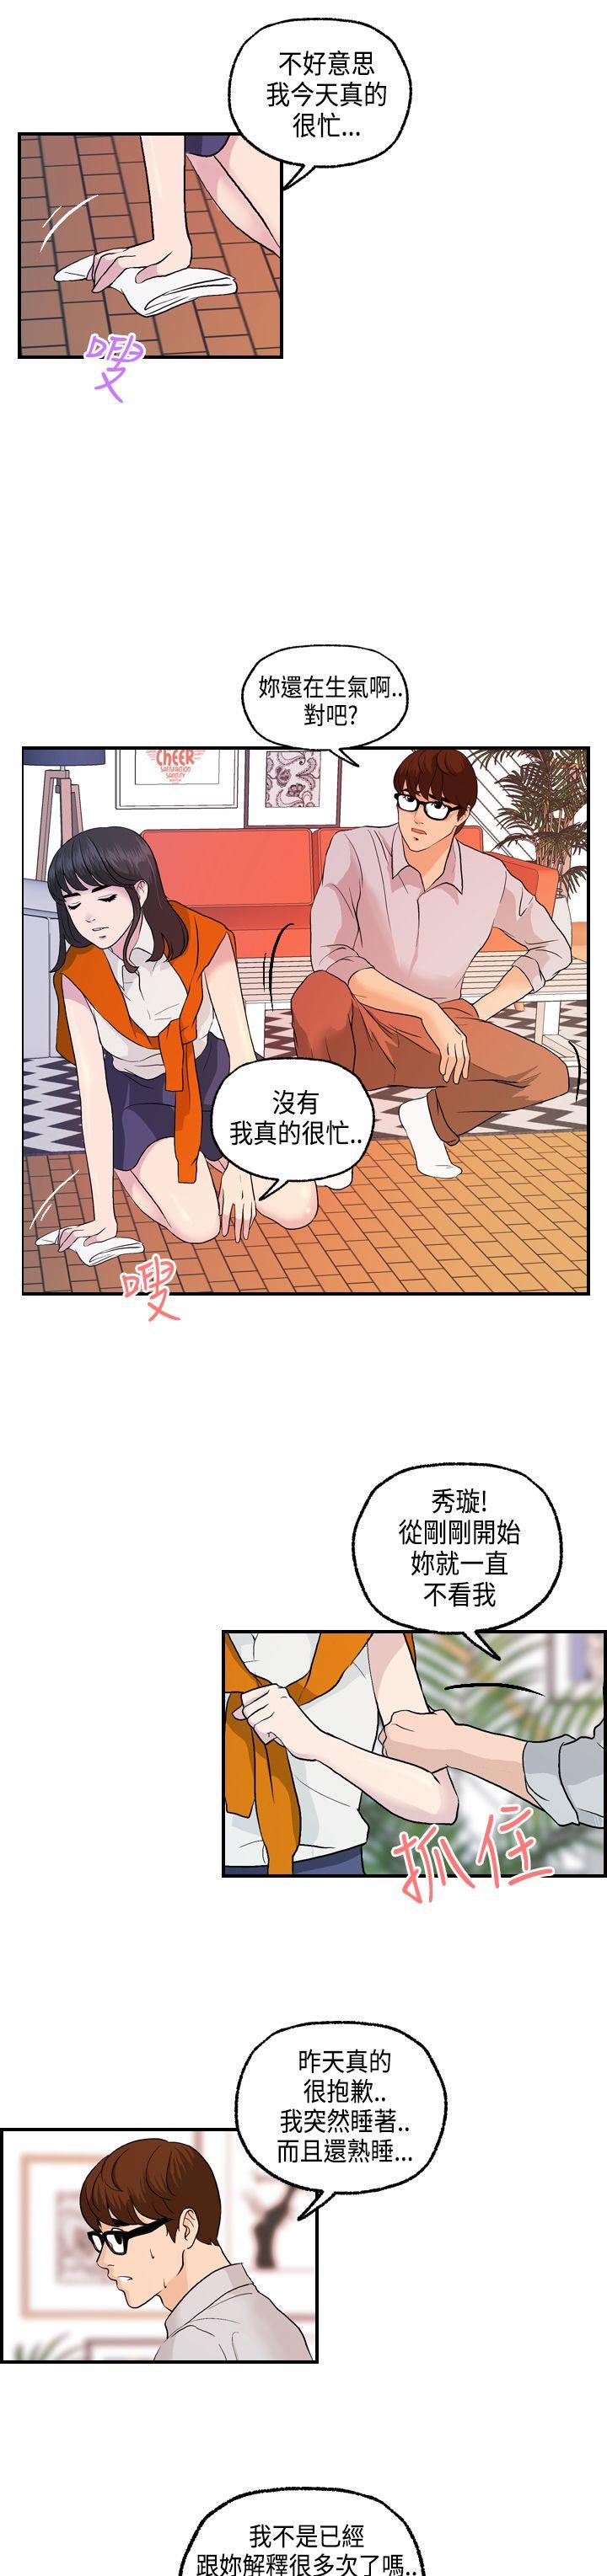 不好意思
我今天真的
很忙...
嗖
妳還在生氣啊..
對吧?
CHEER
SATISFACTION
SANCTITY
沒有
我真的很忙..
嗖
秀璇!
從剛剛開始
妳就一直
不看我
抓住
昨天真的
很抱歉..
我突然睡著..
而且還熟睡...
我不是已經
跟妳解釋很多次了嗎..